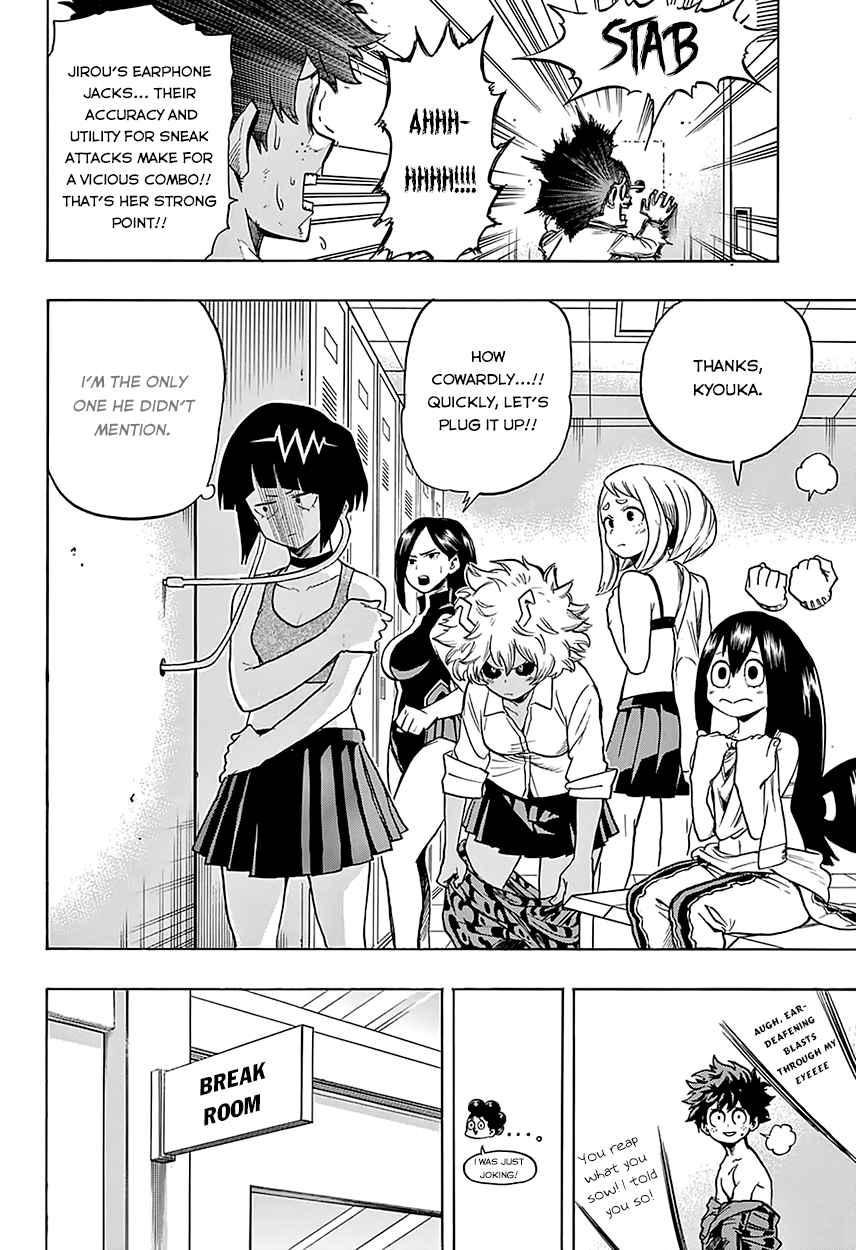 STAB
AHHH-
HHHH!!!!
JIROU'S EARPHONE
JACKS... THEIR
ACCURACY AND
UTILITY FOR SNEAK
ATTACKS MAKE FOR
A VICIOUS COMBO!!
THAT'S HER STRONG
POINT!!
THANKS,
KYOUKA.
HOW
COWARDLY...!!
QUICKLY, LET'S
PLUG IT UP!!
I'M THE ONLY
ONE HE DIDN'T
MENTION.
AUGH, EAR-
DEAFENING
BLASTS
THROUGH MY
EYEEEE
You reap
what you
sow! I told
you so!
....。
I WAS JUST
JOKING!
BREAK
ROOM